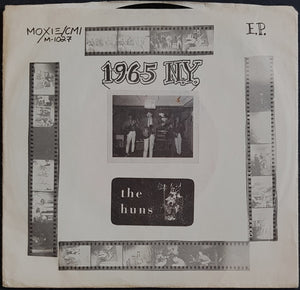 MOXIE/CMI
M-1027
E.P.
1965 N.Y.
the
huns